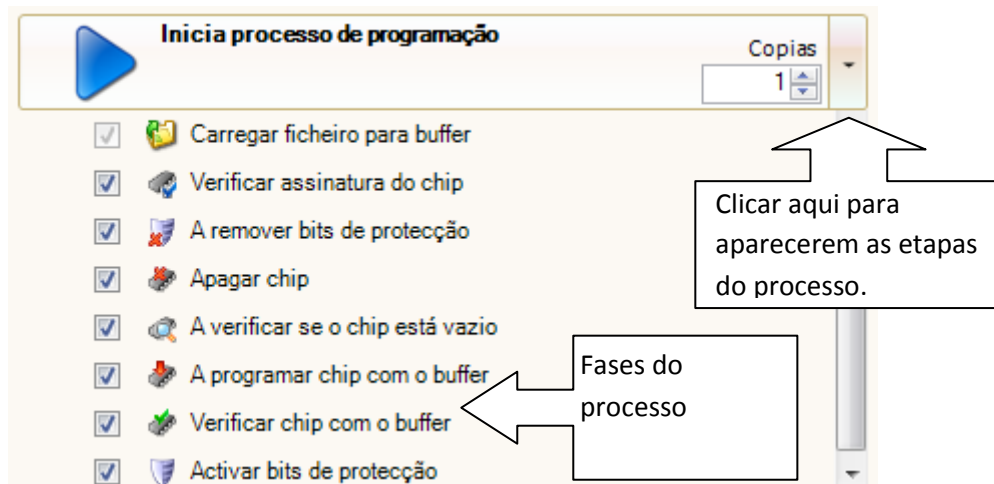 Inicia processo de programação
Copias
1
Carregar ficheiro para buffer
Verificar assinatura do chip
A remover bits de protecção
Apagar chip
A verificar se o chip está vazio
A programar chip com o buffer
Verificar chip com o buffer
Activar bits de protecção
Clicar aqui para
aparecerem as etapas
do processo.
Fases do
processo